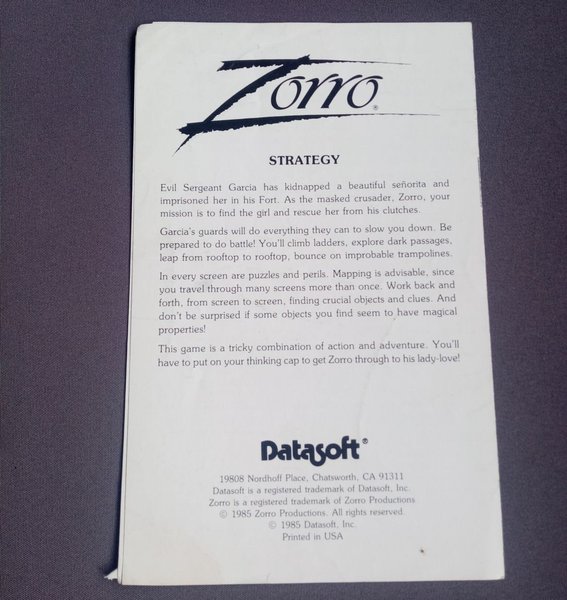 Zorro®
STRATEGY
Evil Sergeant Garcia has kidnapped a beautiful señorita and
imprisoned her in his Fort. As the masked crusader, Zorro, your
mission is to find the girl and rescue her from his clutches.
Garcia's guards will do everything they can to slow you down. Be
prepared to do battle! You'll climb ladders, explore dark passages,
leap from rooftop to rooftop, bounce on improbable trampolines.
In every screen are puzzles and perils. Mapping is advisable, since
you travel through many screens more than once. Work back and
forth, from screen to screen, finding crucial objects and clues. And
don't be surprised if some objects you find seem to have magical
properties!
This game is a tricky combination of action and adventure. You'll
have to put on your thinking cap to get Zorro through to his lady-love!
Datasoft®
19808 Nordhoff Place, Chatsworth, CA 91311
Datasoft is a registered trademark of Datasoft, Inc.
Zorro is a registered trademark of Zorro Productions
© 1985 Zorro Productions. All rights reserved.
© 1985 Datasoft, Inc.
Printed in USA